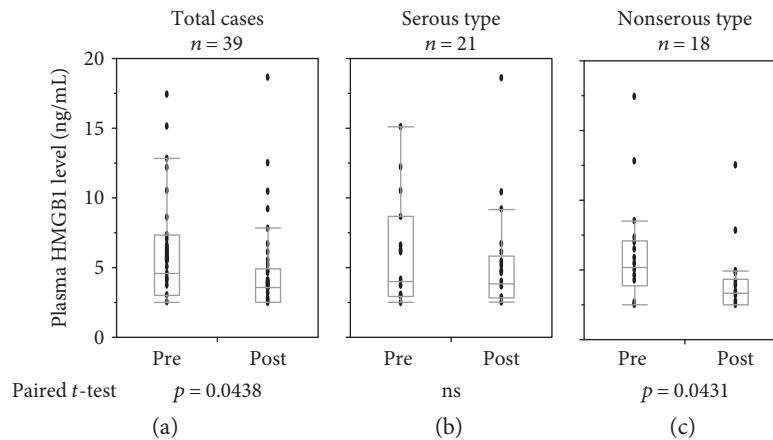 Total cases
n = 39
Serous type
n = 21
Nonserous type
n = 18
Plasma HMGB1 level (ng/mL)
20
15
10
5
0
Pre
Post
Pre
Post
Pre
Post
Paired t-test
p = 0.0438
ns
p = 0.0431
(a)
(b)
(c)